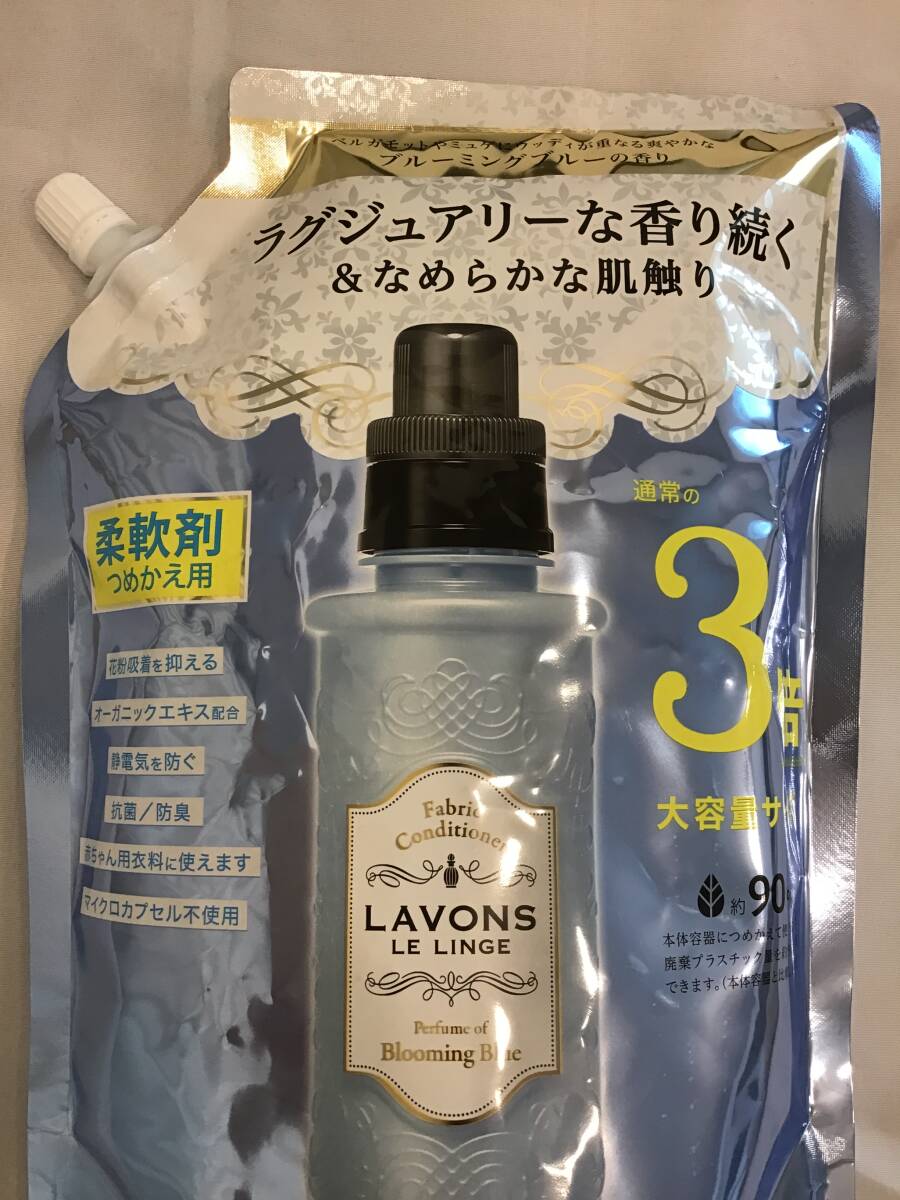 ベルガモットやミュゲにウッディが重なる爽やかな
ブルーミングブルーの香り
ラグジュアリーな香り続く
&なめらかな肌触り
通常の
3倍
大容量サイ
柔軟剤
つめかえ用
花粉吸着を抑える
オーガニックエキス配合
静電気を防ぐ
抗菌/防臭
赤ちゃん用衣料に使えます
マイクロカプセル不使用
Fabric
Conditioner
LAVONS
LE LINGE
Perfume of
Blooming Blue
約90
本体容器につめかえて使
廃棄プラスチック量を
できます。(本体容器とは